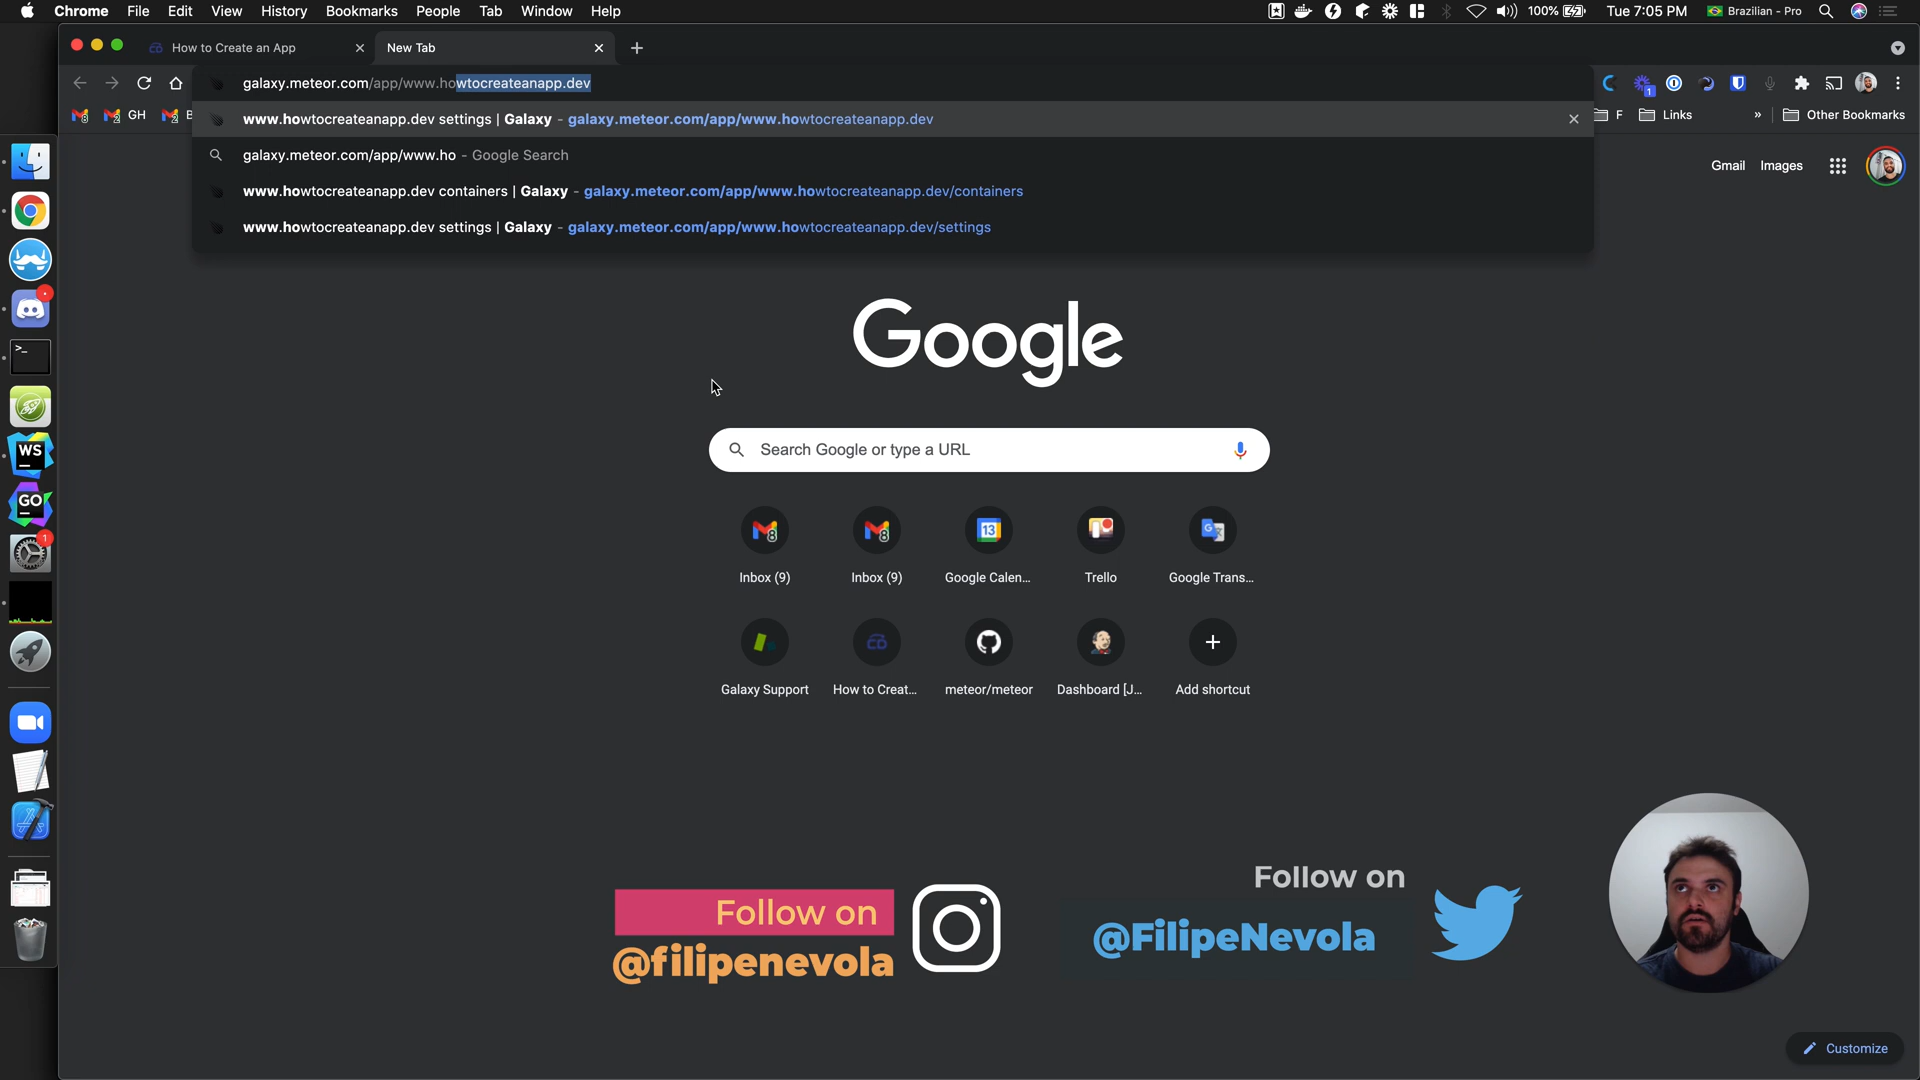 Chrome File Edit View History Bookmarks People Tab Window Help
100% Tue 7:05 PM Brazilian - Pro
How to Create an App
New Tab
galaxy.meteor.com/app/www.howtocreateanapp.dev
1
GH
F
Links
»
Other Bookmarks
www.howtocreateanapp.dev settings | Galaxy - galaxy.meteor.com/app/www.howtocreateanapp.dev
galaxy.meteor.com/app/www.ho - Google Search
www.howtocreateanapp.dev containers | Galaxy - galaxy.meteor.com/app/www.howtocreateanapp.dev/containers
www.howtocreateanapp.dev settings | Galaxy - galaxy.meteor.com/app/www.howtocreateanapp.dev/settings
Gmail Images
Google
Search Google or type a URL
Inbox (9)
Inbox (9)
13
Google Calen...
Trello
Google Trans...
Galaxy Support
How to Creat...
meteor/meteor
Dashboard [J...
Add shortcut
WS
GO
1
Follow on
@filipenevola
Follow on
@FilipeNevola
Customize